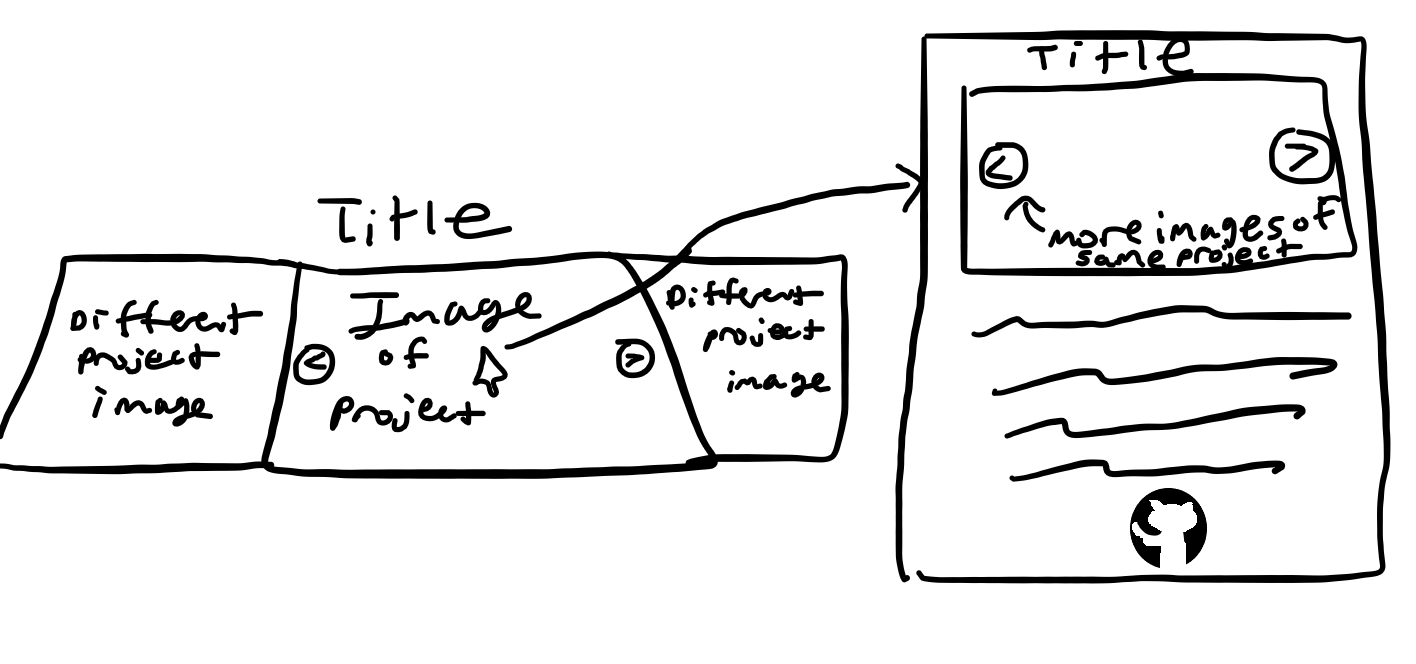 Title
Different
project
image
<
Image
of
project
>
Different
project
image
Title
<
>
more images of
same project